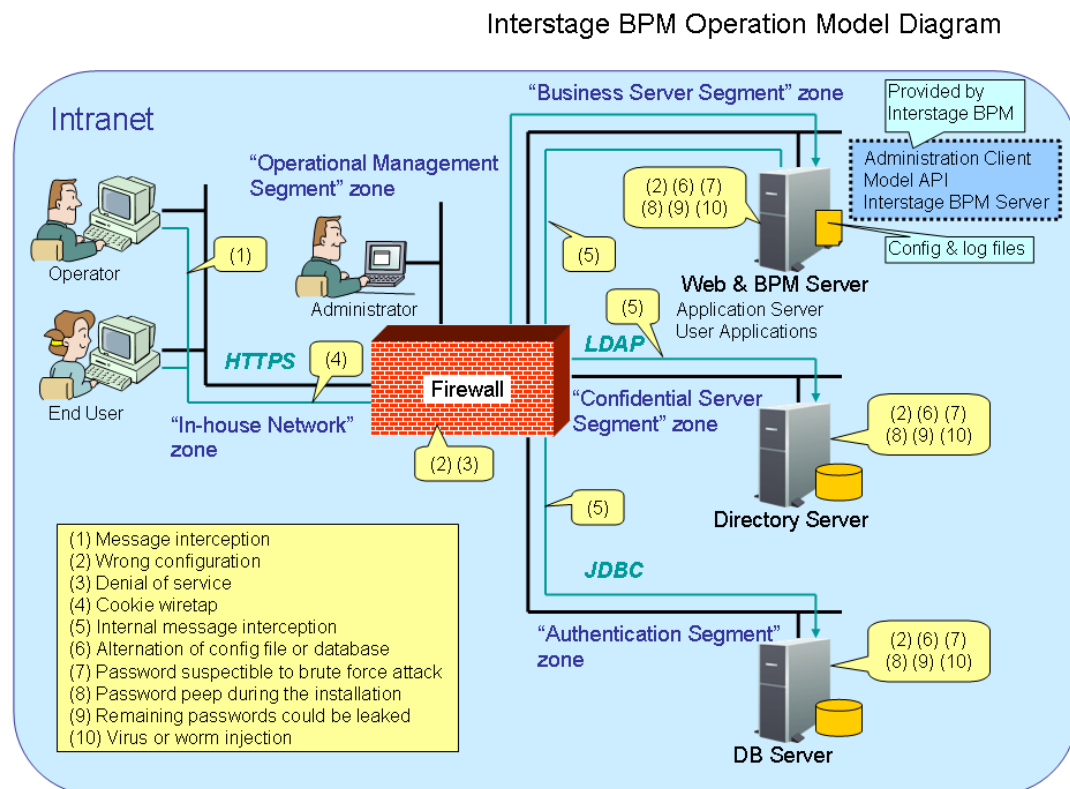 Interstage BPM Operation Model Diagram
Intranet
"Business Server Segment" zone
Provided by
Interstage BPM
"Operational Management
Segment" zone
Administration Client
Model API
Interstage BPM Server
(2) (6) (7)
(8) (9) (10)
Operator
(1)
(5)
Config & log files
Administrator
Web & BPM Server
Application Server
User Applications
(5)
LDAP
HTTPS
(4)
Firewall
End User
"In-house Network"
zone
"Confidential Server
Segment" zone
(2) (6) (7)
(8) (9) (10)
(2) (3)
(5)
Directory Server
(1) Message interception
(2) Wrong configuration
(3) Denial of service
(4) Cookie wiretap
(5) Internal message interception
(6) Alternation of config file or database
(7) Password suspectible to brute force attack
(8) Password peep during the installation
(9) Remaining passwords could be leaked
(10) Virus or worm injection
JDBC
"Authentication Segment"
zone
(2) (6) (7)
(8) (9) (10)
DB Server